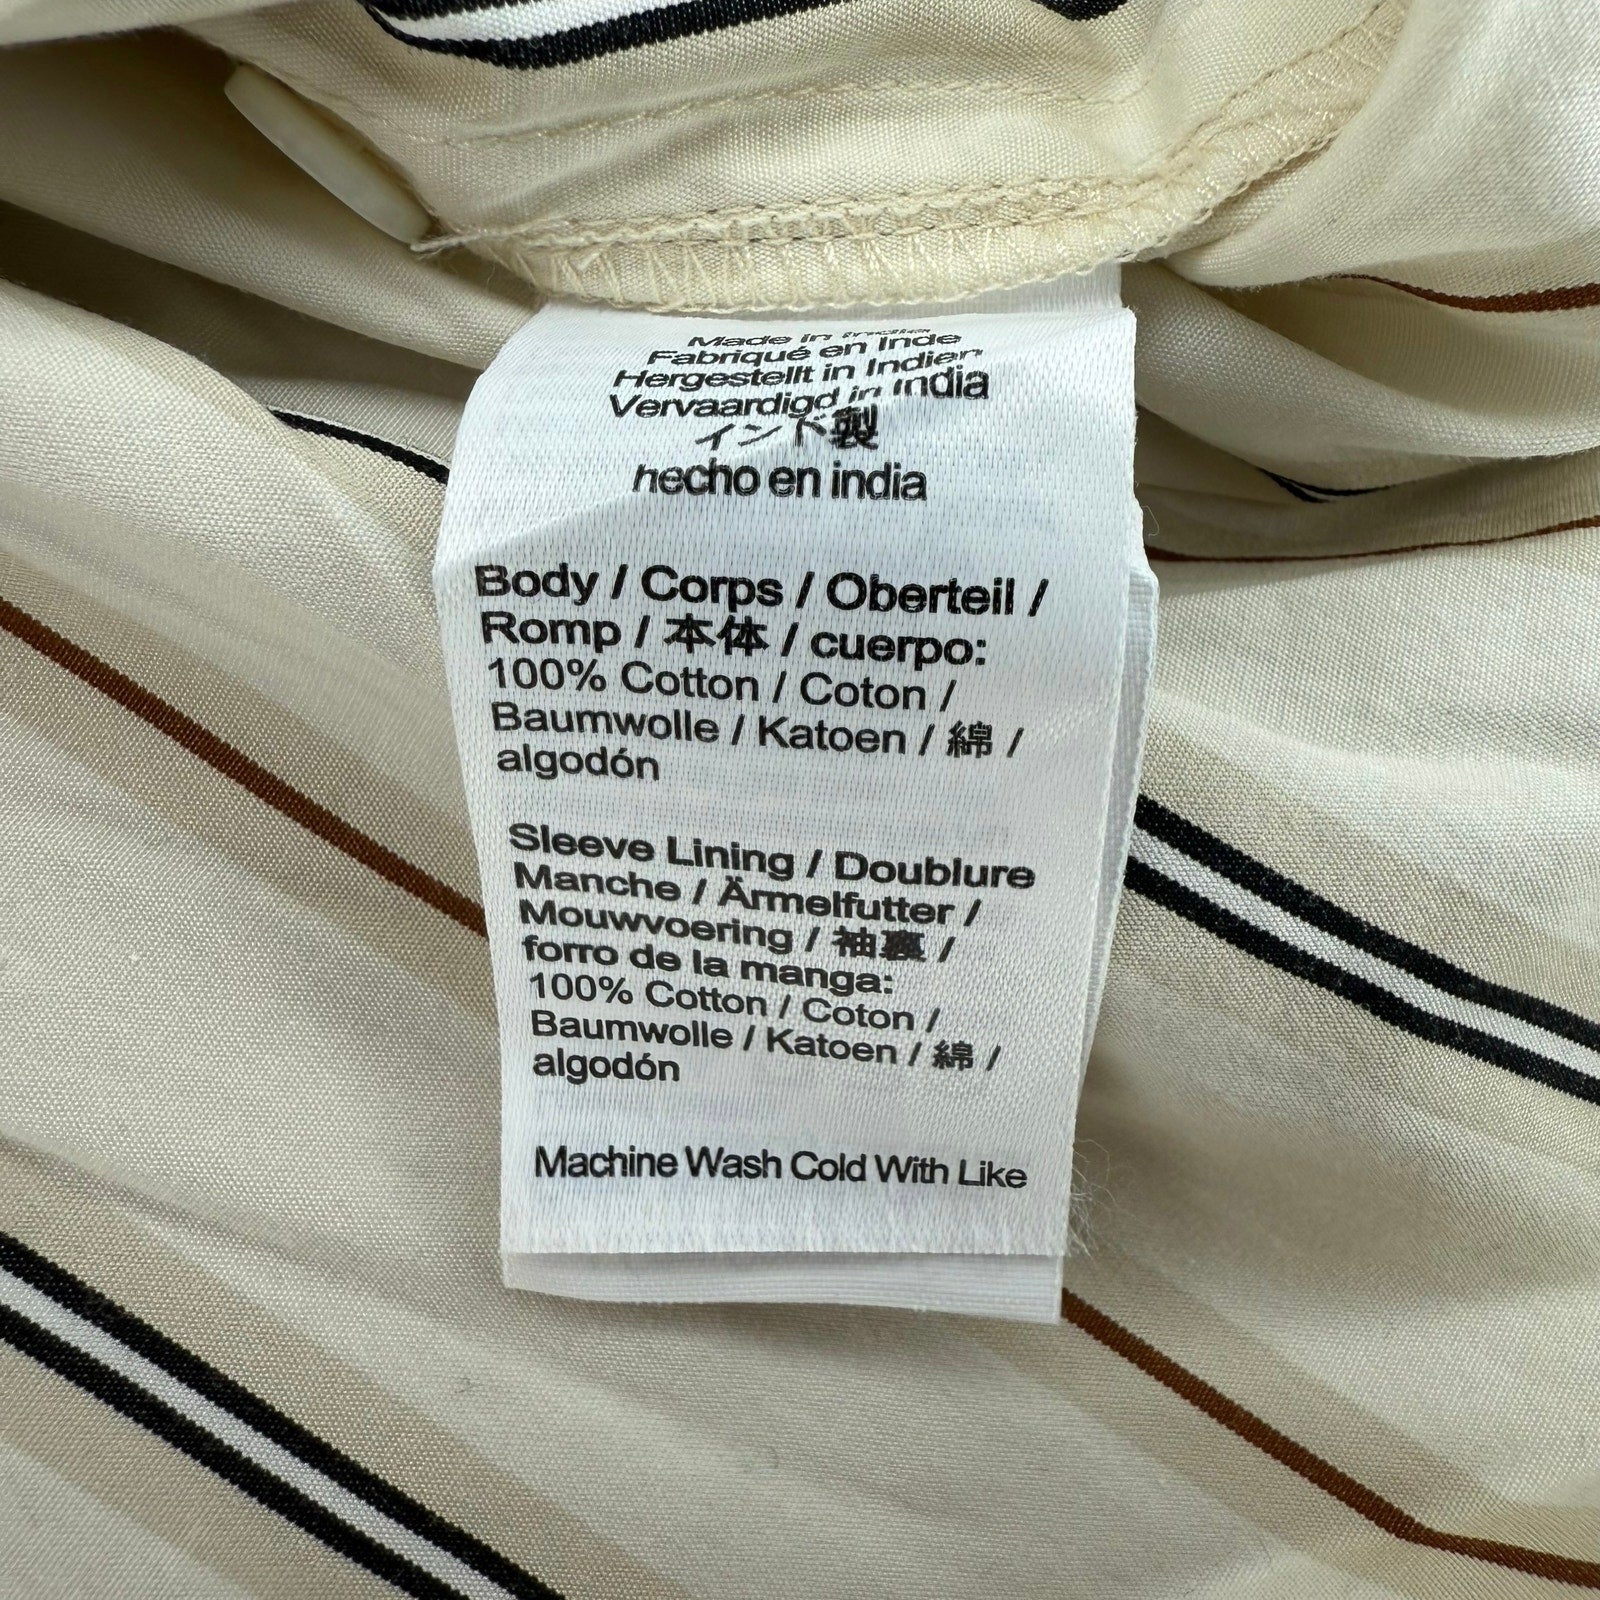 Made in India
Fabriqué en Inde
Hergestellt in Indien
Vervaardigd in India
インド製
hecho en india
Body / Corps / Oberteil /
Romp / 本体 / cuerpo:
100% Cotton / Coton /
Baumwolle / Katoen / 綿 /
algodón
Sleeve Lining / Doublure
Manche / Ärmelfutter /
Mouwvoering / 袖裏 /
forro de la manga:
100% Cotton / Coton /
Baumwolle / Katoen / 綿 /
algodón
Machine Wash Cold With Like